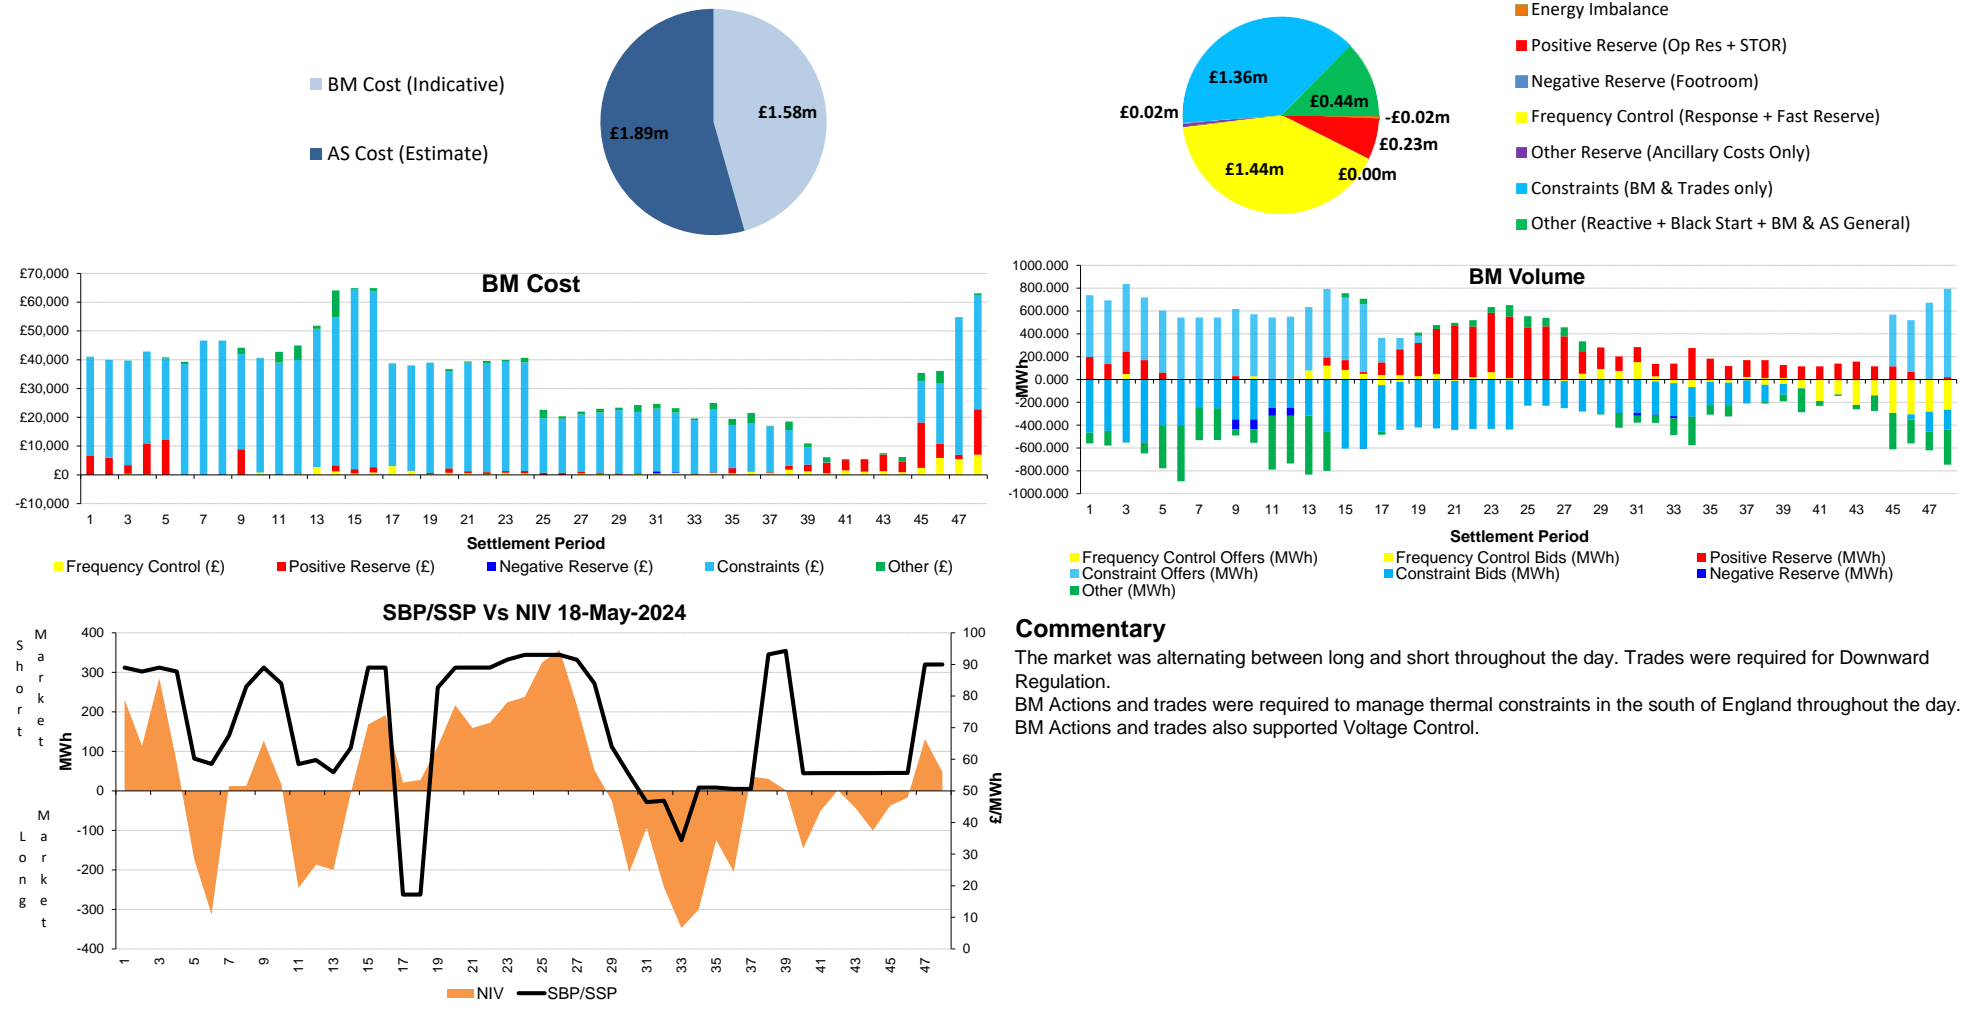 BM Cost (Indicative)
AS Cost (Estimate)
£1.58m
£1.89m
£1.36m
£0.44m
£0.02m
-£0.02m
£0.23m
£0.00m
£1.44m
Energy Imbalance
Positive Reserve (Op Res + STOR)
Negative Reserve (Footroom)
Frequency Control (Response + Fast Reserve)
Other Reserve (Ancillary Costs Only)
Constraints (BM & Trades only)
Other (Reactive + Black Start + BM & AS General)
BM Cost
£70,000
£60,000
£50,000
£40,000
£30,000
£20,000
£10,000
£0
-£10,000
1 3 5 7 9 11 13 15 17 19 21 23 25 27 29 31 33 35 37 39 41 43 45 47
Settlement Period
Frequency Control (£) Positive Reserve (£) Negative Reserve (£) Constraints (£) Other (£)
BM Volume
1000.000
800.000
600.000
400.000
200.000
0.000
-200.000
-400.000
-600.000
-800.000
-1000.000
MWh
1 3 5 7 9 11 13 15 17 19 21 23 25 27 29 31 33 35 37 39 41 43 45 47
Settlement Period
Frequency Control Offers (MWh) Frequency Control Bids (MWh) Positive Reserve (MWh)
Constraint Offers (MWh) Constraint Bids (MWh) Negative Reserve (MWh)
Other (MWh)
SBP/SSP Vs NIV 18-May-2024
Short Market
Long Market
MWh
400
300
200
100
0
-100
-200
-300
-400
100
90
80
70
60
50
40
30
20
10
0
£/MWh
1 3 5 7 9 11 13 15 17 19 21 23 25 27 29 31 33 35 37 39 41 43 45 47
NIV SBP/SSP
Commentary
The market was alternating between long and short throughout the day. Trades were required for Downward
Regulation.
BM Actions and trades were required to manage thermal constraints in the south of England throughout the day.
BM Actions and trades also supported Voltage Control.